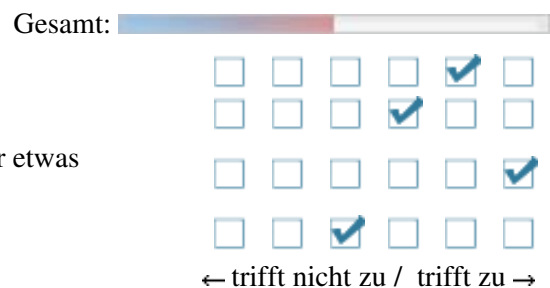 Gesamt:
r etwas
← trifft nicht zu / trifft zu →